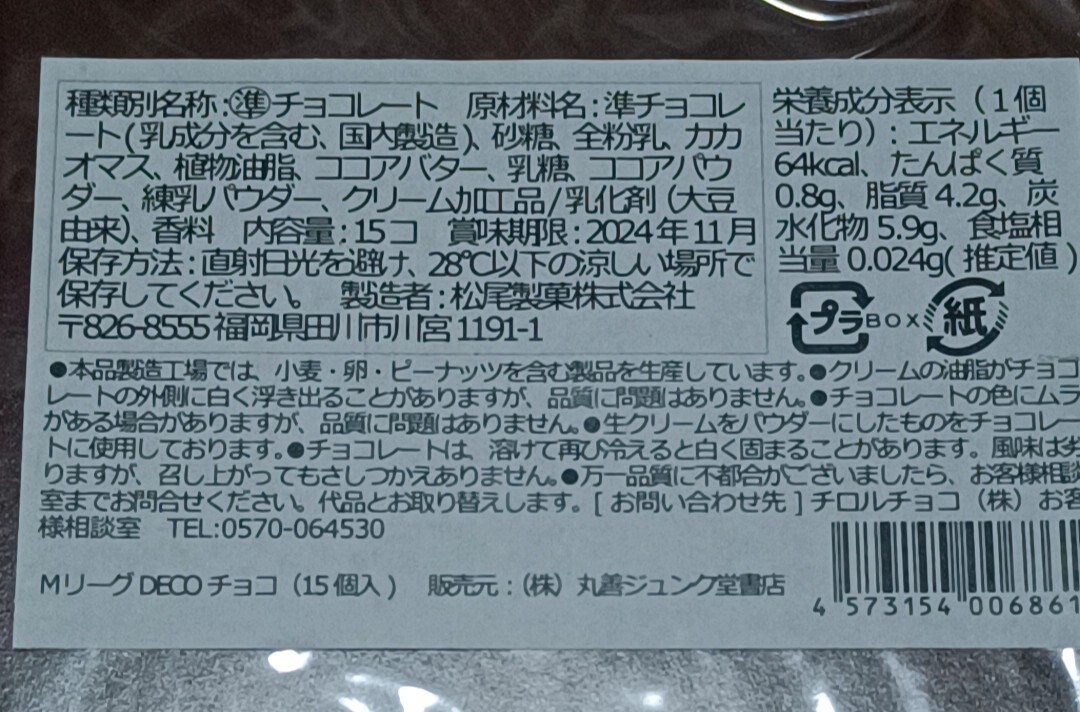 種類別名称:㊜チョコレート 原材料名:準チョコレ
ート(乳成分を含む、国内製造)、砂糖、全粉乳、カカ
オマス、植物油脂、ココアバター、乳糖、ココアパウ
ダー、練乳パウダー、クリーム加工品/乳化剤(大豆
由来)、香料 内容量:15コ 賞味期限:2024年11月
保存方法:直射日光を避け、28℃以下の涼しい場所で
保存してください。 製造者:松尾製菓株式会社
〒826-8555福岡県田川市川宮1191-1
栄養成分表示(1個
当たり):エネルギー
64kcal、たんぱく質
0.8g、脂質4.2g、炭
水化物5.9g、食塩相
当量0.024g(推定値)
プラ BOX 紙
●本品製造工場では、小麦・卵・ピーナッツを含む製品を生産しています。●クリームの油脂がチョコ
レートの外側に白く浮き出ることがありますが、品質に問題はありません。●チョコレートの色にムラ
がある場合がありますが、品質に問題はありません。●生クリームをパウダーにしたものをチョコレー
トに使用しております。●チョコレートは、溶けて再び冷えると白く固まることがあります。風味は劣
りますが、召し上がってもさしつかえありません。●万一品質に不都合がございましたら、お客様相談
室までお問合せください。代品とお取り替えします。[お問い合わせ先]チロルチョコ(株)お客
様相談室 TEL:0570-064530
MリーグDECOチョコ(15個入) 販売元:(株)丸善ジュンク堂書店
4 573154 006861